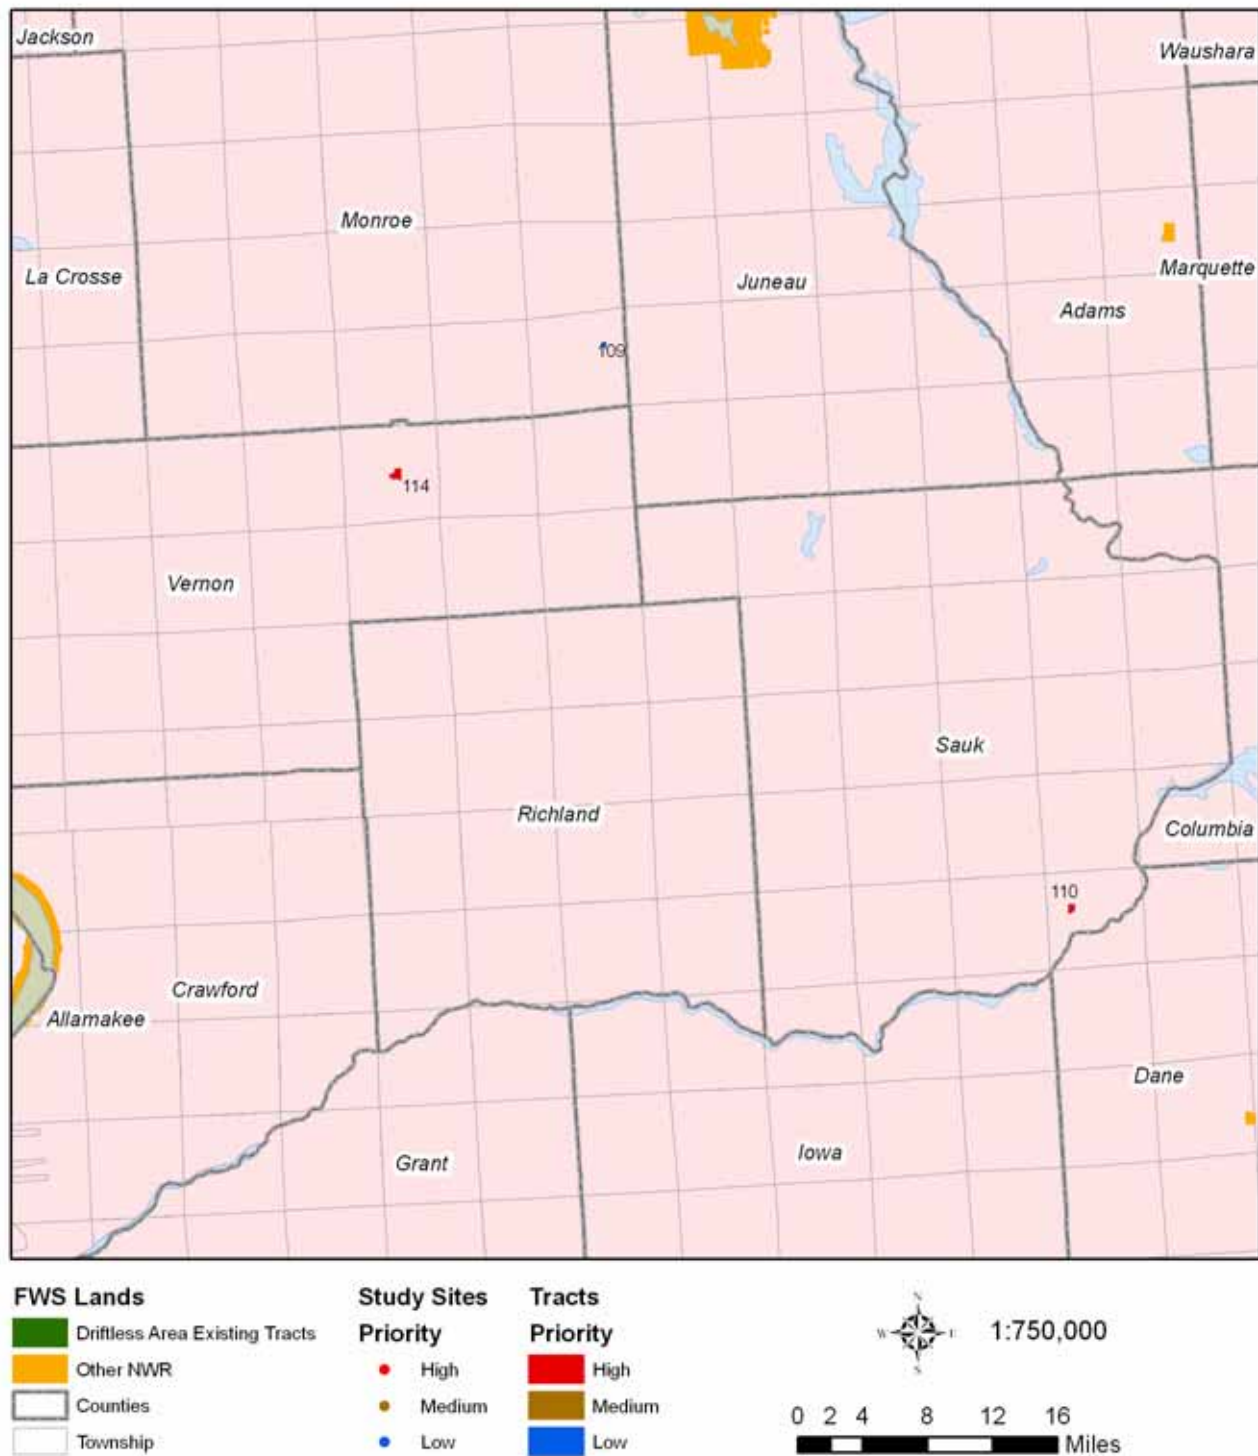 Jackson
Waushara
Monroe
La Crosse
Juneau
Marquette
Adams
109
114
Vernon
Sauk
Richland
Columbia
110
Crawford
Allamakee
Dane
Iowa
Grant
FWS Lands
Driftless Area Existing Tracts
Other NWR
Counties
Township
Study Sites
Priority
High
Medium
Low
Tracts
Priority
High
Medium
Low
N
W E
S
1:750,000
0 2 4 8 12 16
Miles